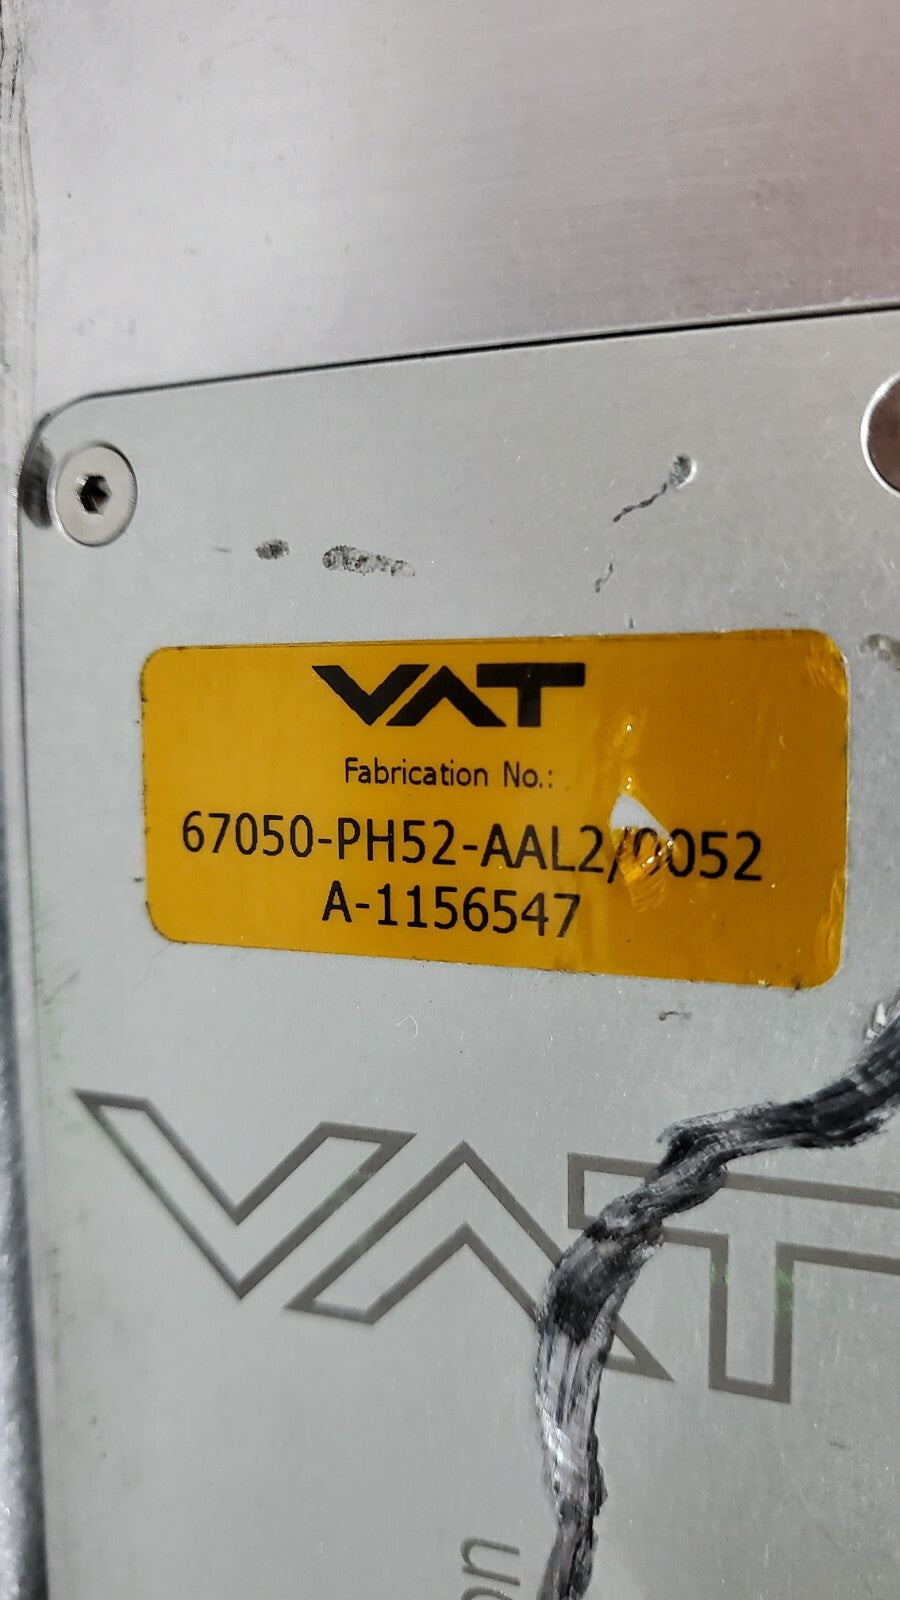 VAT
Fabrication No.:
67050-PH52-AAL2/0052
A-1156547
VAT